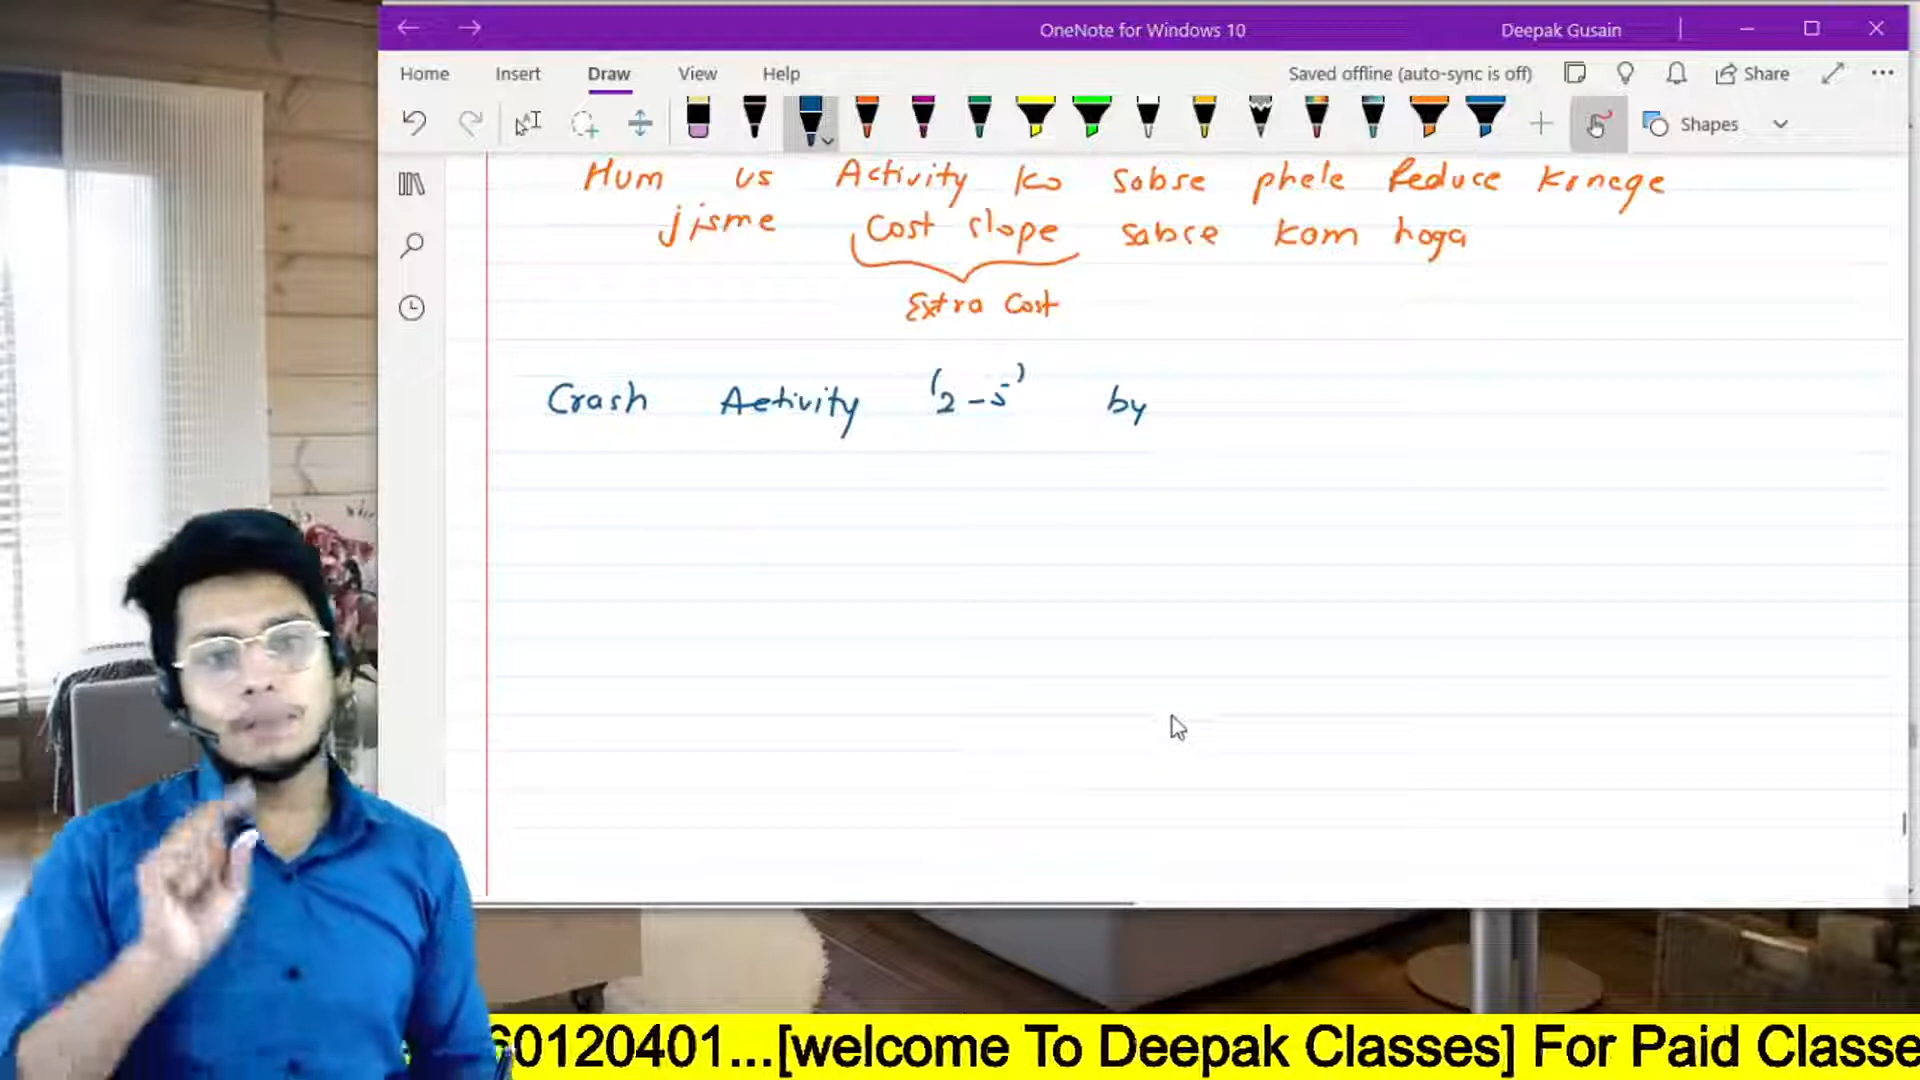 OneNote for Windows 10
Deepak Gusain
Home Insert Draw View Help
Saved offline (auto-sync is off) Share
Shapes
Hum us Activity ko Sabse phele Reduce krnege
jisme Cost slope sabse kam hoga
Extra Cost
Crash Activity (2-5) by
60120401...[welcome To Deepak Classes] For Paid Classe